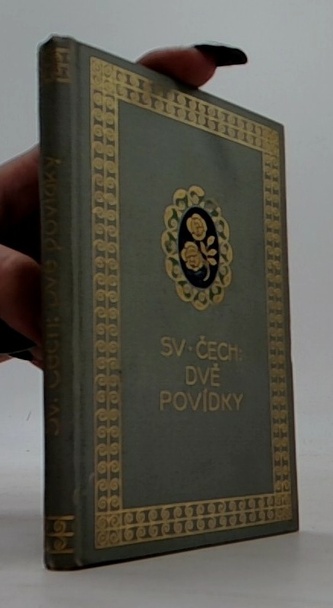 SV. ČECH: DVĚ POVÍDKY
SV · ČECH:
DVĚ
POVÍDKY